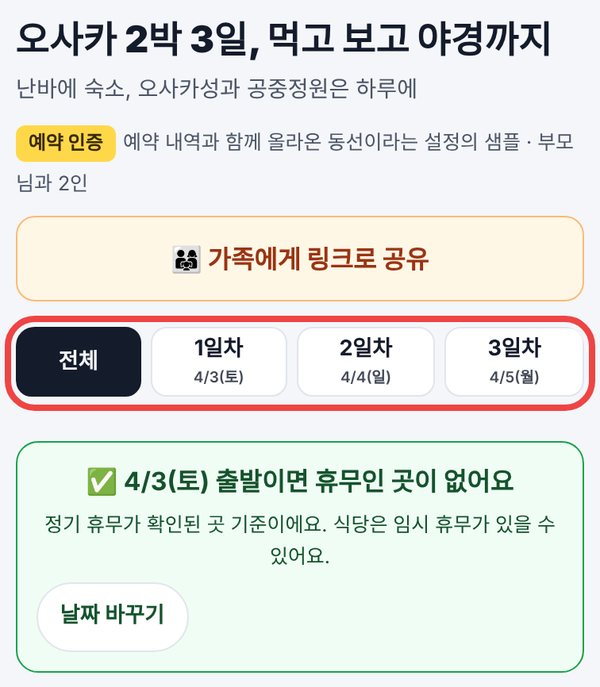 오사카 2박 3일, 먹고 보고 야경까지
난바에 숙소, 오사카성과 공중정원은 하루에
예약 인증 예약 내역과 함께 올라온 동선이라는 설정의 샘플 · 부모
님과 2인
👨‍👩‍👧 가족에게 링크로 공유
전체
1일차
4/3(토)
2일차
4/4(일)
3일차
4/5(월)
✅ 4/3(토) 출발이면 휴무인 곳이 없어요
정기 휴무가 확인된 곳 기준이에요. 식당은 임시 휴무가 있을 수
있어요.
날짜 바꾸기